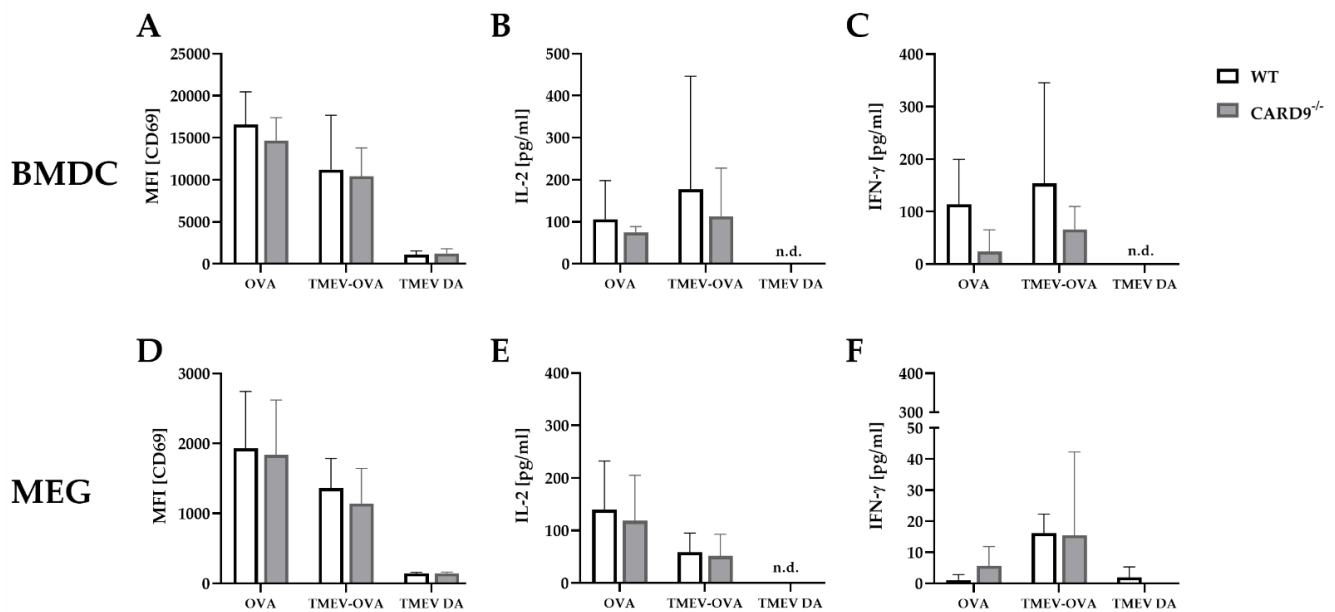 A
B
C
WT
CARD9-/-
BMDC
MFI [CD69]
25000
20000
15000
10000
5000
0
OVA TMEV-OVA TMEV DA
IL-2 [pg/ml]
500
400
300
200
100
0
n.d.
OVA TMEV-OVA TMEV DA
IFN-γ [pg/ml]
400
300
200
100
0
n.d.
OVA TMEV-OVA TMEV DA
D
E
F
MEG
MFI [CD69]
3000
2000
1000
0
OVA TMEV-OVA TMEV DA
IL-2 [pg/ml]
400
300
200
100
0
n.d.
OVA TMEV-OVA TMEV DA
IFN-γ [pg/ml]
400
300
50
40
30
20
10
0
OVA TMEV-OVA TMEV DA